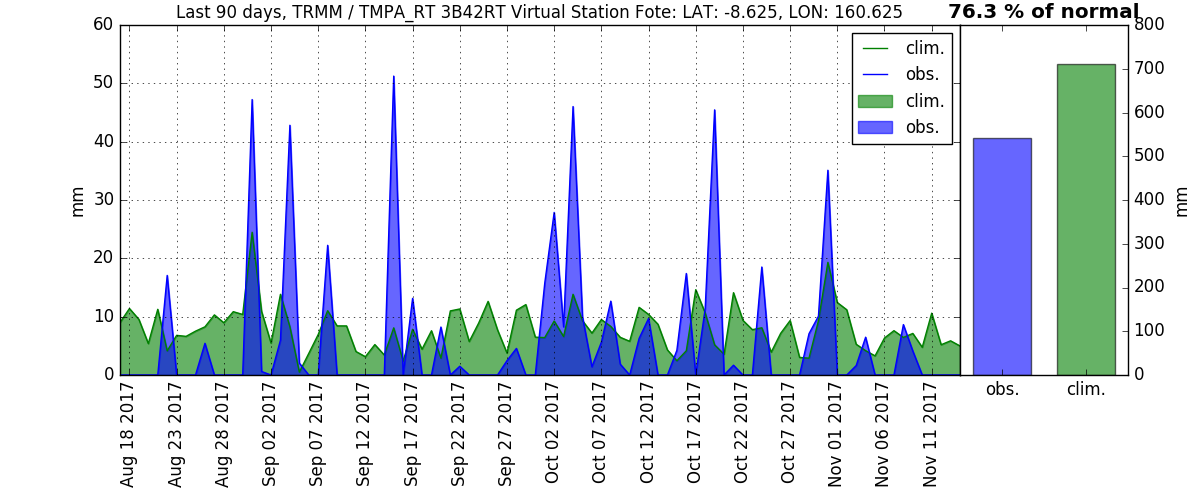 Last 90 days, TRMM / TMPA_RT 3B42RT Virtual Station Fote: LAT: -8.625, LON: 160.625
76.3 % of normal
clim.
obs.
clim.
obs.
mm
60
50
40
30
20
10
0
Aug 18 2017
Aug 23 2017
Aug 28 2017
Sep 02 2017
Sep 07 2017
Sep 12 2017
Sep 17 2017
Sep 22 2017
Sep 27 2017
Oct 02 2017
Oct 07 2017
Oct 12 2017
Oct 17 2017
Oct 22 2017
Oct 27 2017
Nov 01 2017
Nov 06 2017
Nov 11 2017
800
700
600
500
400
300
200
100
0
mm
obs.
clim.